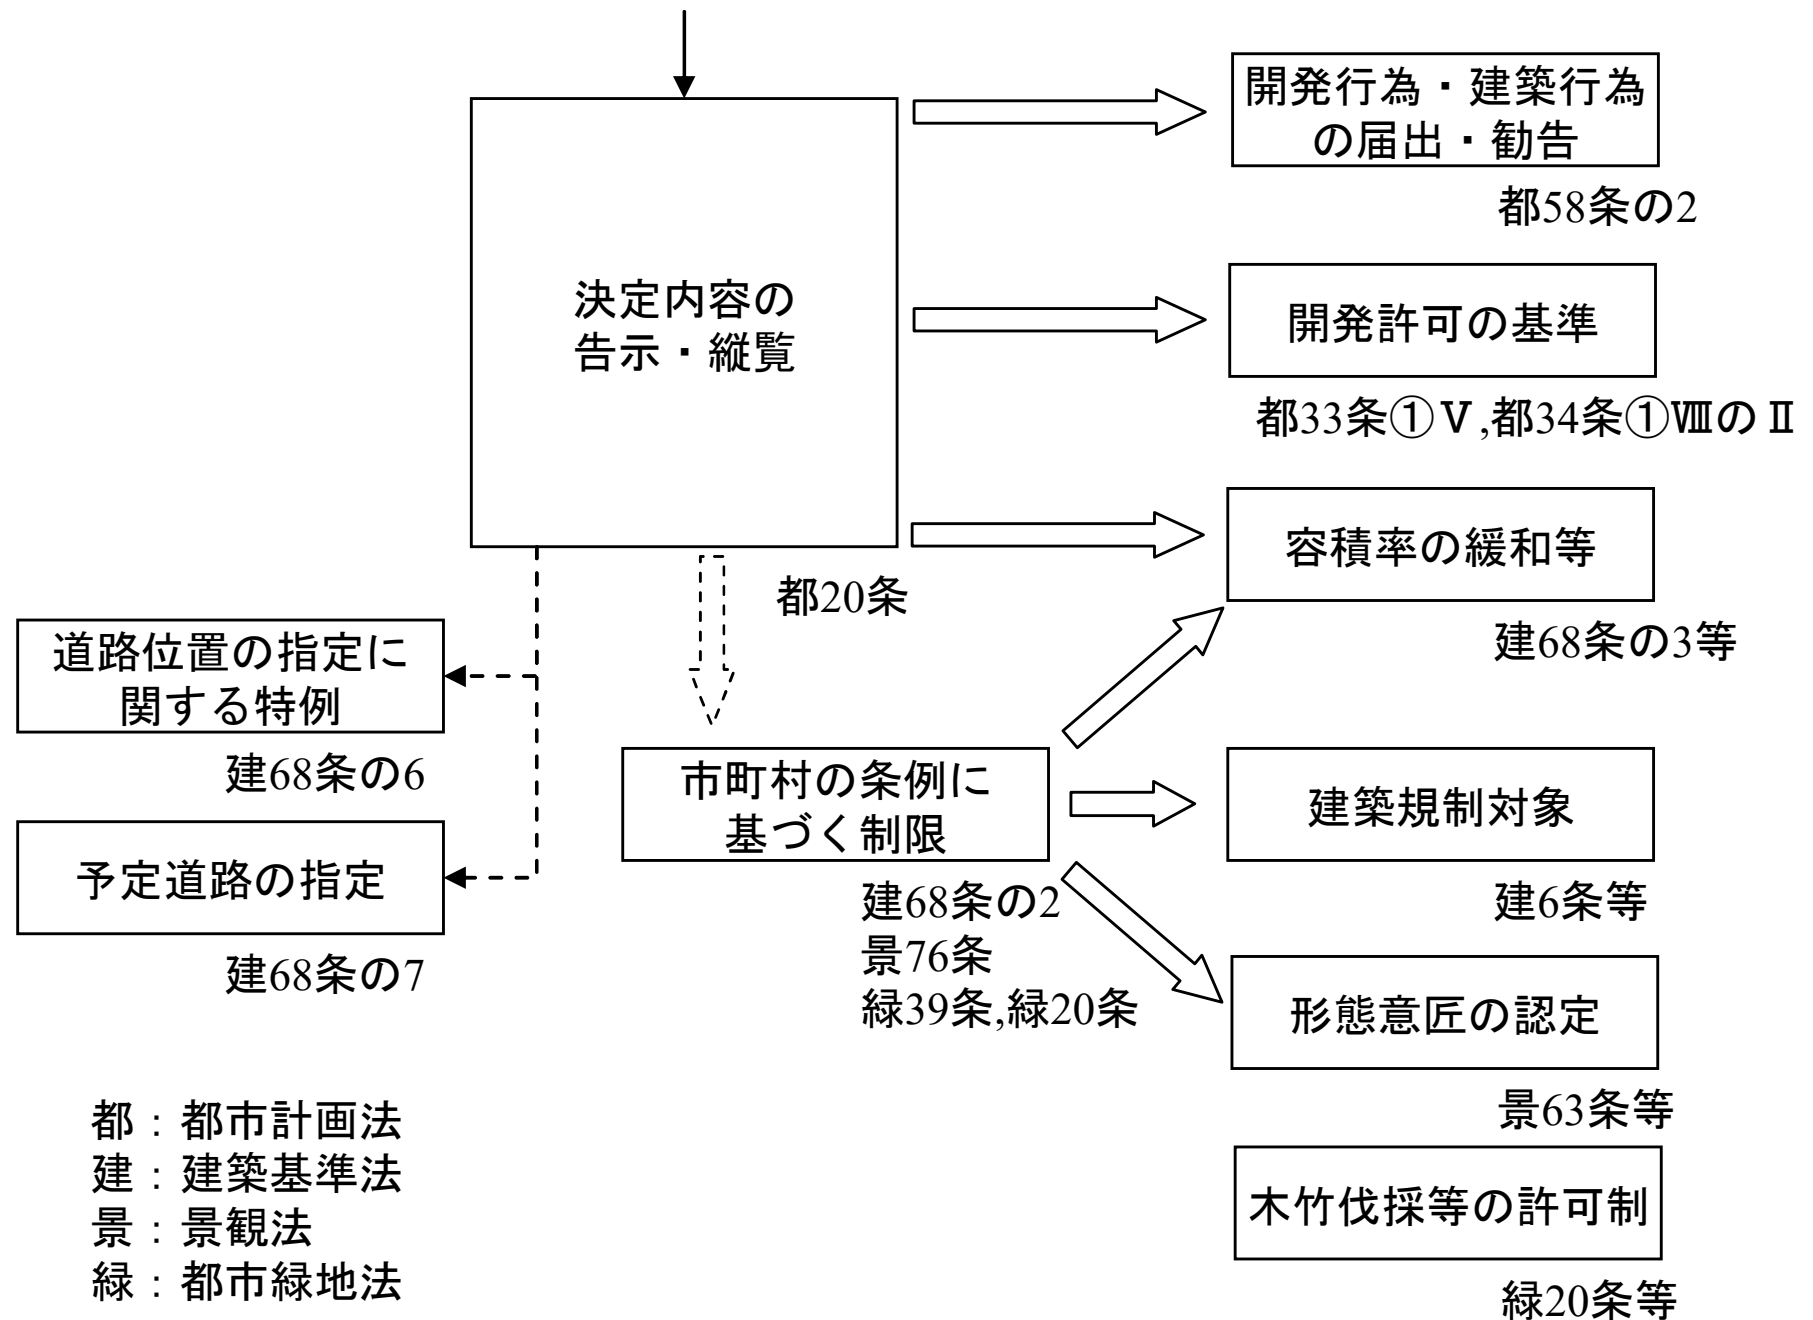 開発行為・建築行為
の届出・勧告
都58条の2
決定内容の
告示・縦覧
開発許可の基準
都33条①Ⅴ,都34条①ⅧのⅡ
容積率の緩和等
建68条の3等
都20条
道路位置の指定に
関する特例
建68条の6
予定道路の指定
建68条の7
市町村の条例に
基づく制限
建68条の2
景76条
緑39条,緑20条
建築規制対象
建6条等
形態意匠の認定
景63条等
木竹伐採等の許可制
緑20条等
都：都市計画法
建：建築基準法
景：景観法
緑：都市緑地法